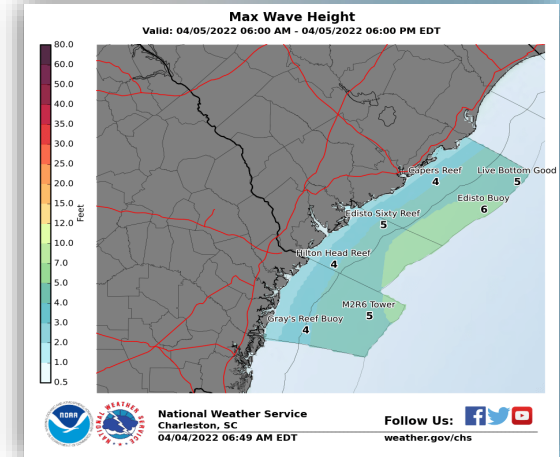 Max Wave Height
Valid: 04/05/2022 06:00 AM - 04/05/2022 06:00 PM EDT
80.0
60.0
50.0
40.0
35.0
30.0
25.0
20.0
15.0
12.0
10.0
7.0
5.0
4.0
3.0
2.0
1.0
0.5
Feet
Capers Reef
4
Live Bottom Good
5
Edisto Buoy
6
Edisto Sixty Reef
5
Hilton Head Reef
4
M2R6 Tower
5
Gray's Reef Buoy
4
NOAA
NATIONAL WEATHER SERVICE
National Weather Service
Charleston, SC
04/04/2022 06:49 AM EDT
Follow Us:
weather.gov/chs